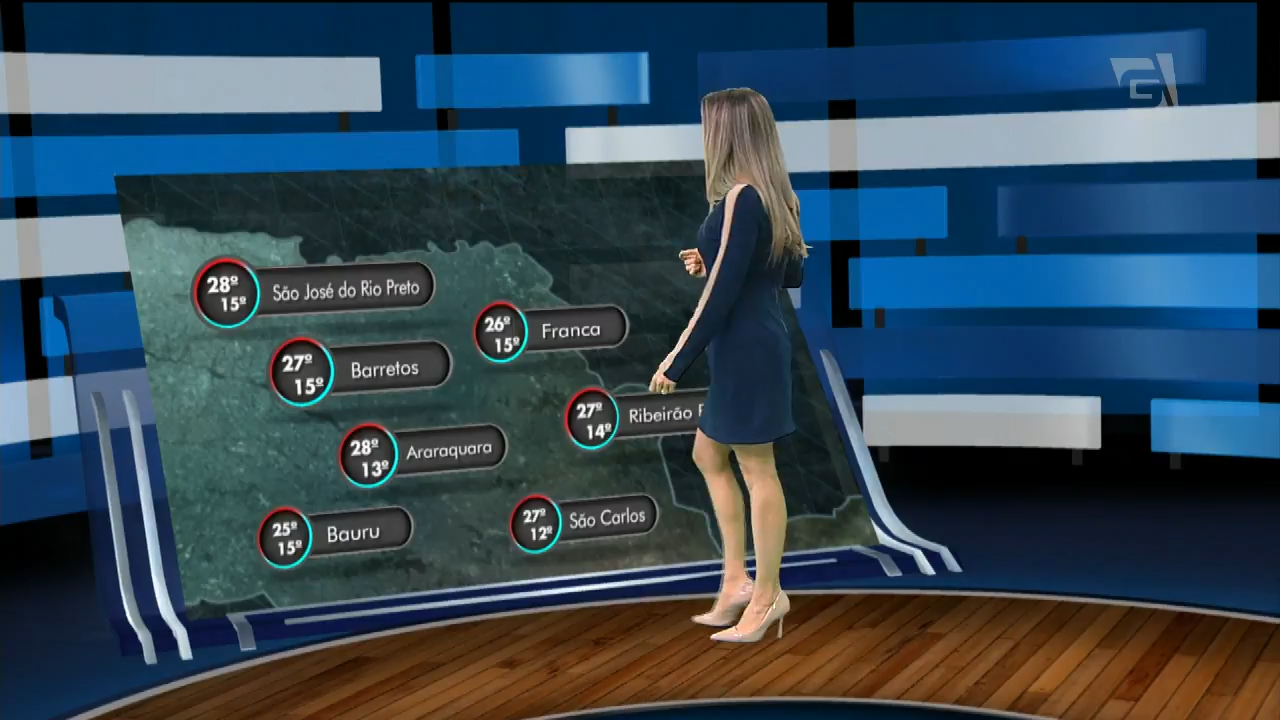 28º
15º
São José do Rio Preto
26º
15º
Franca
27º
15º
Barretos
27º
14º
Ribeirão
28º
13º
Araraquara
27º
12º
São Carlos
25º
15º
Bauru